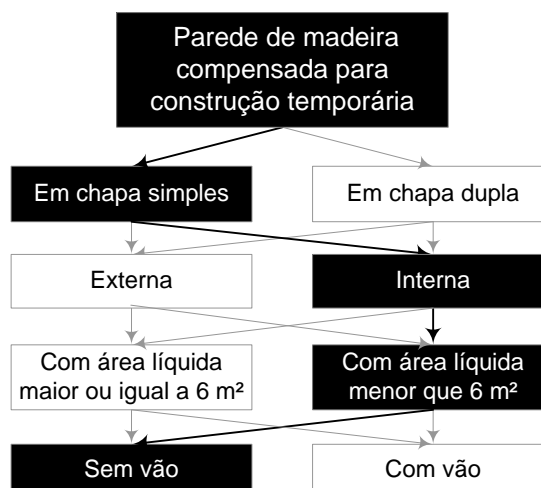 Parede de madeira
compensada para
construção temporária
Em chapa simples
Em chapa dupla
Externa
Interna
Com área líquida
maior ou igual a 6 m²
Com área líquida
menor que 6 m²
Sem vão
Com vão